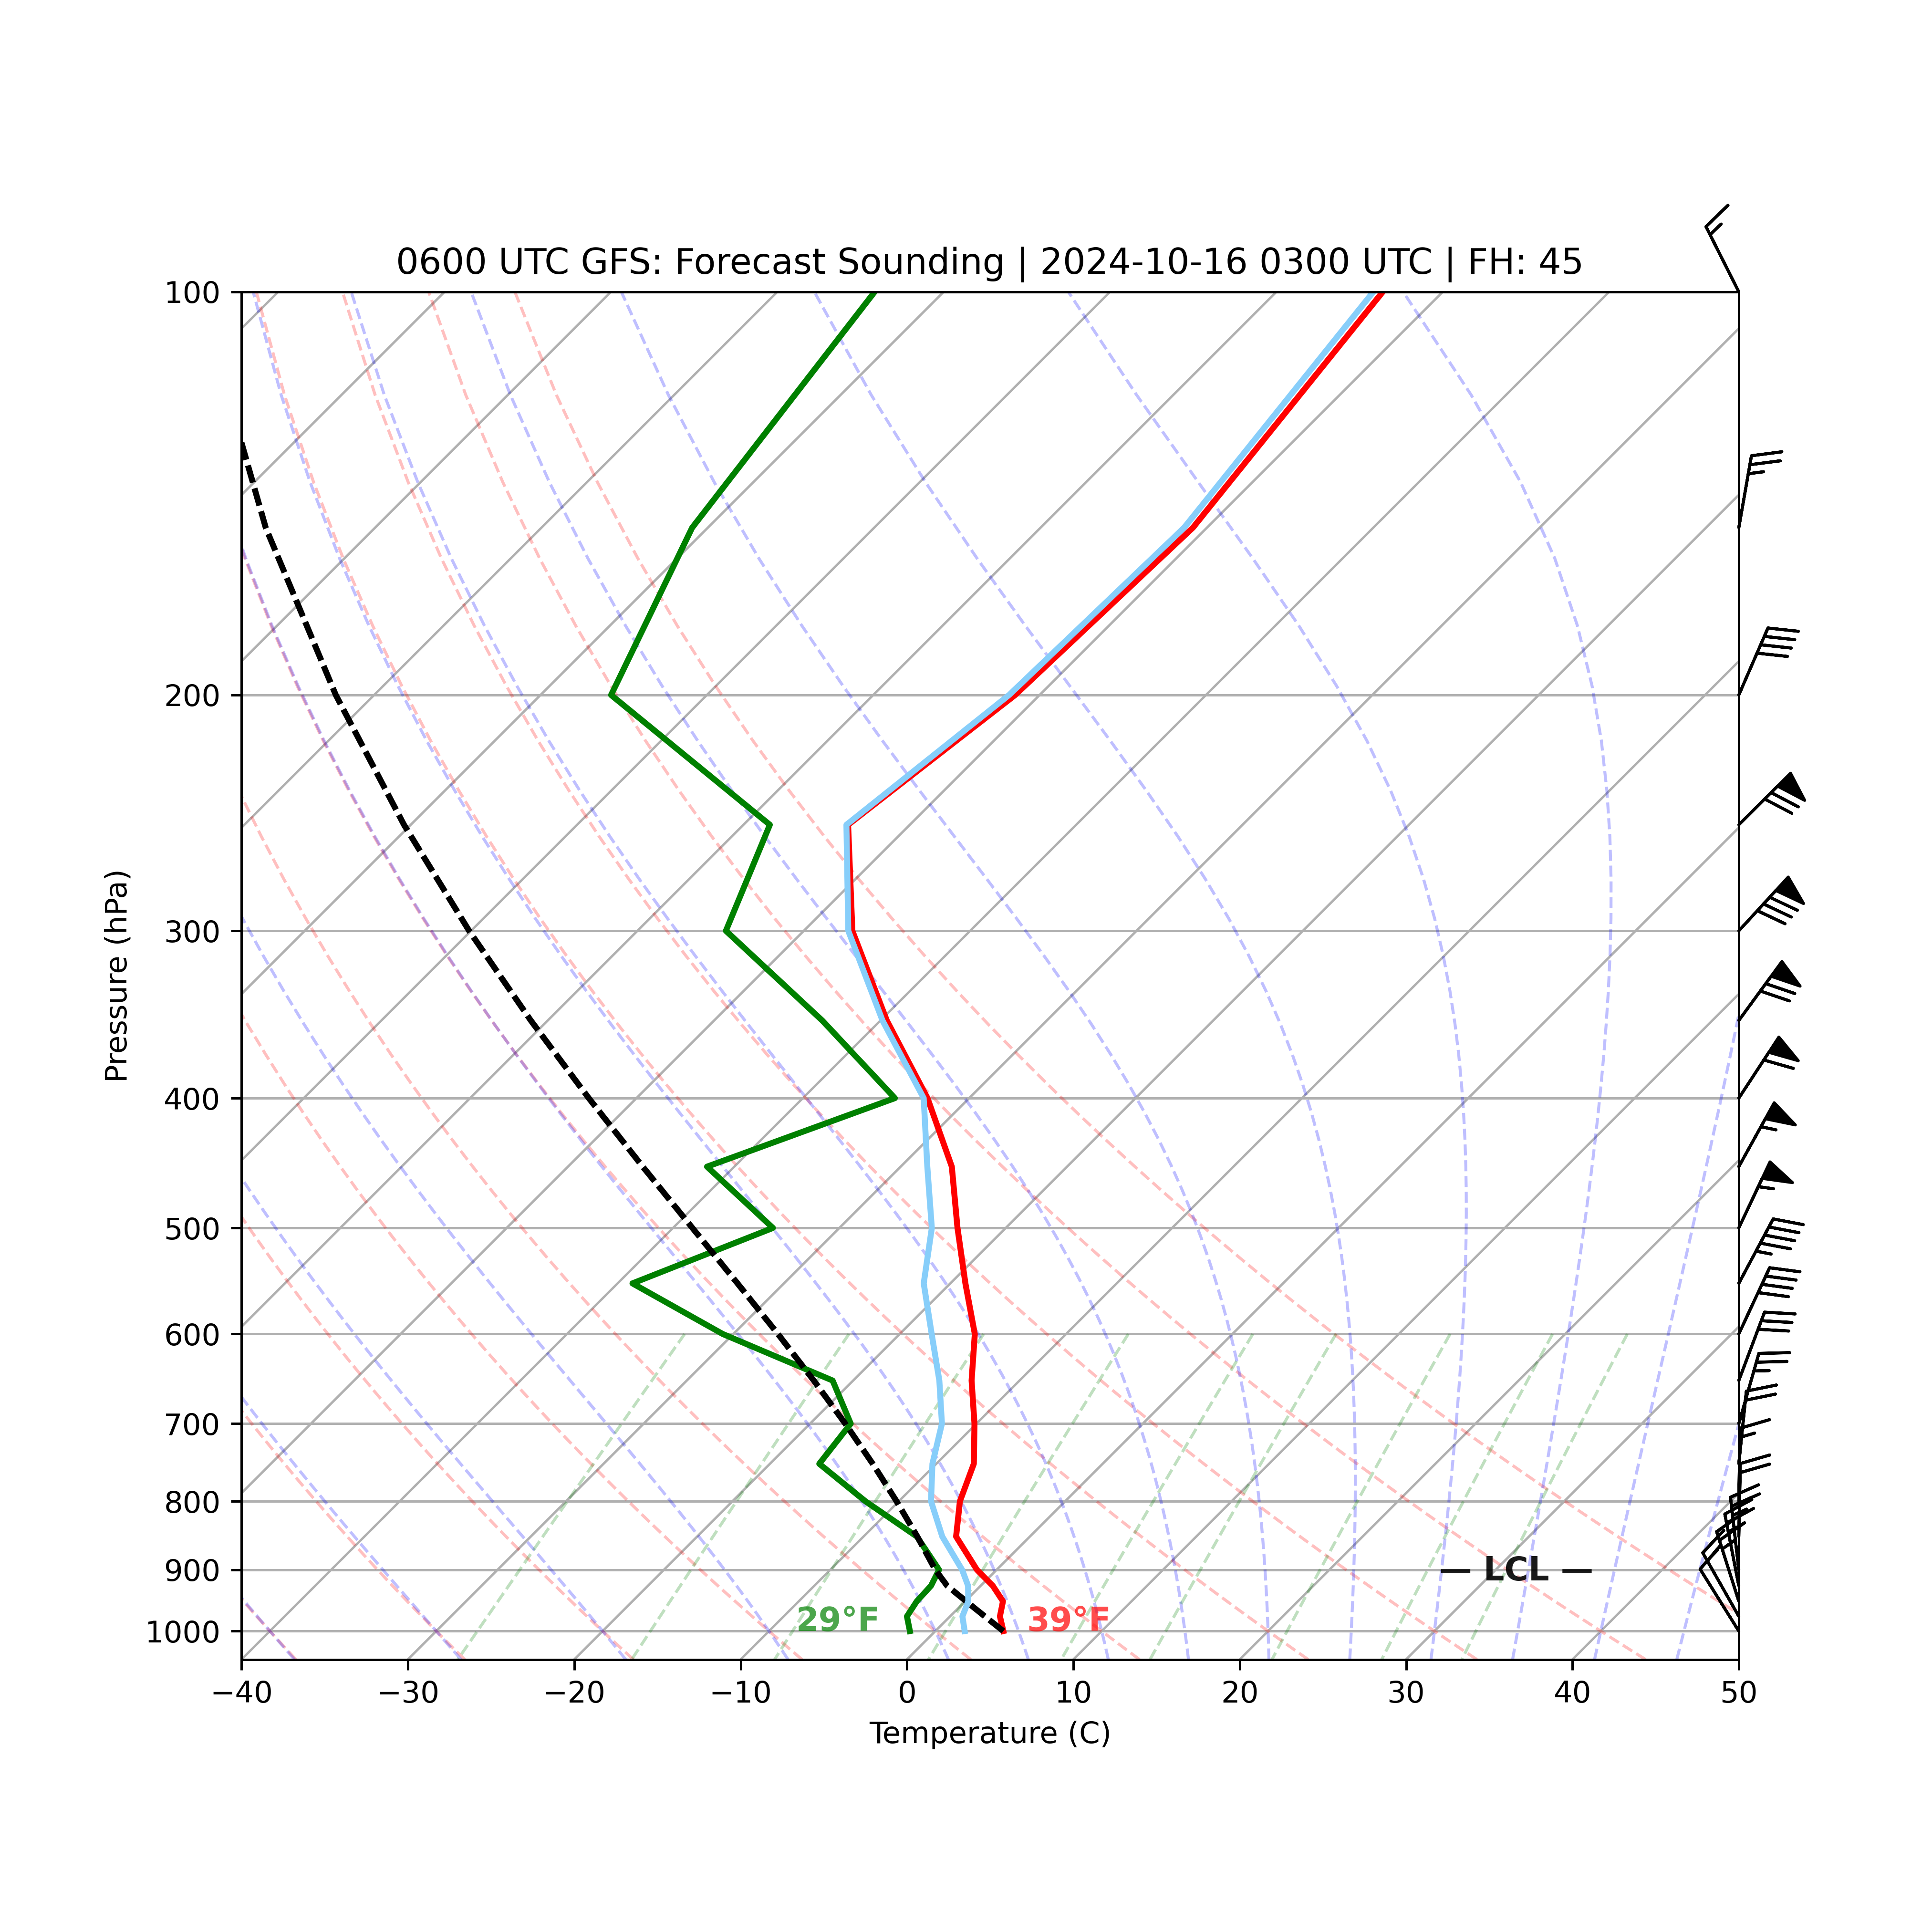 0600 UTC GFS: Forecast Sounding | 2024-10-16 0300 UTC | FH: 45
100
200
300
400
500
600
700
800
900
1000
Pressure (hPa)
— LCL —
29°F
39°F
−40 −30 −20 −10 0 10 20 30 40 50
Temperature (C)